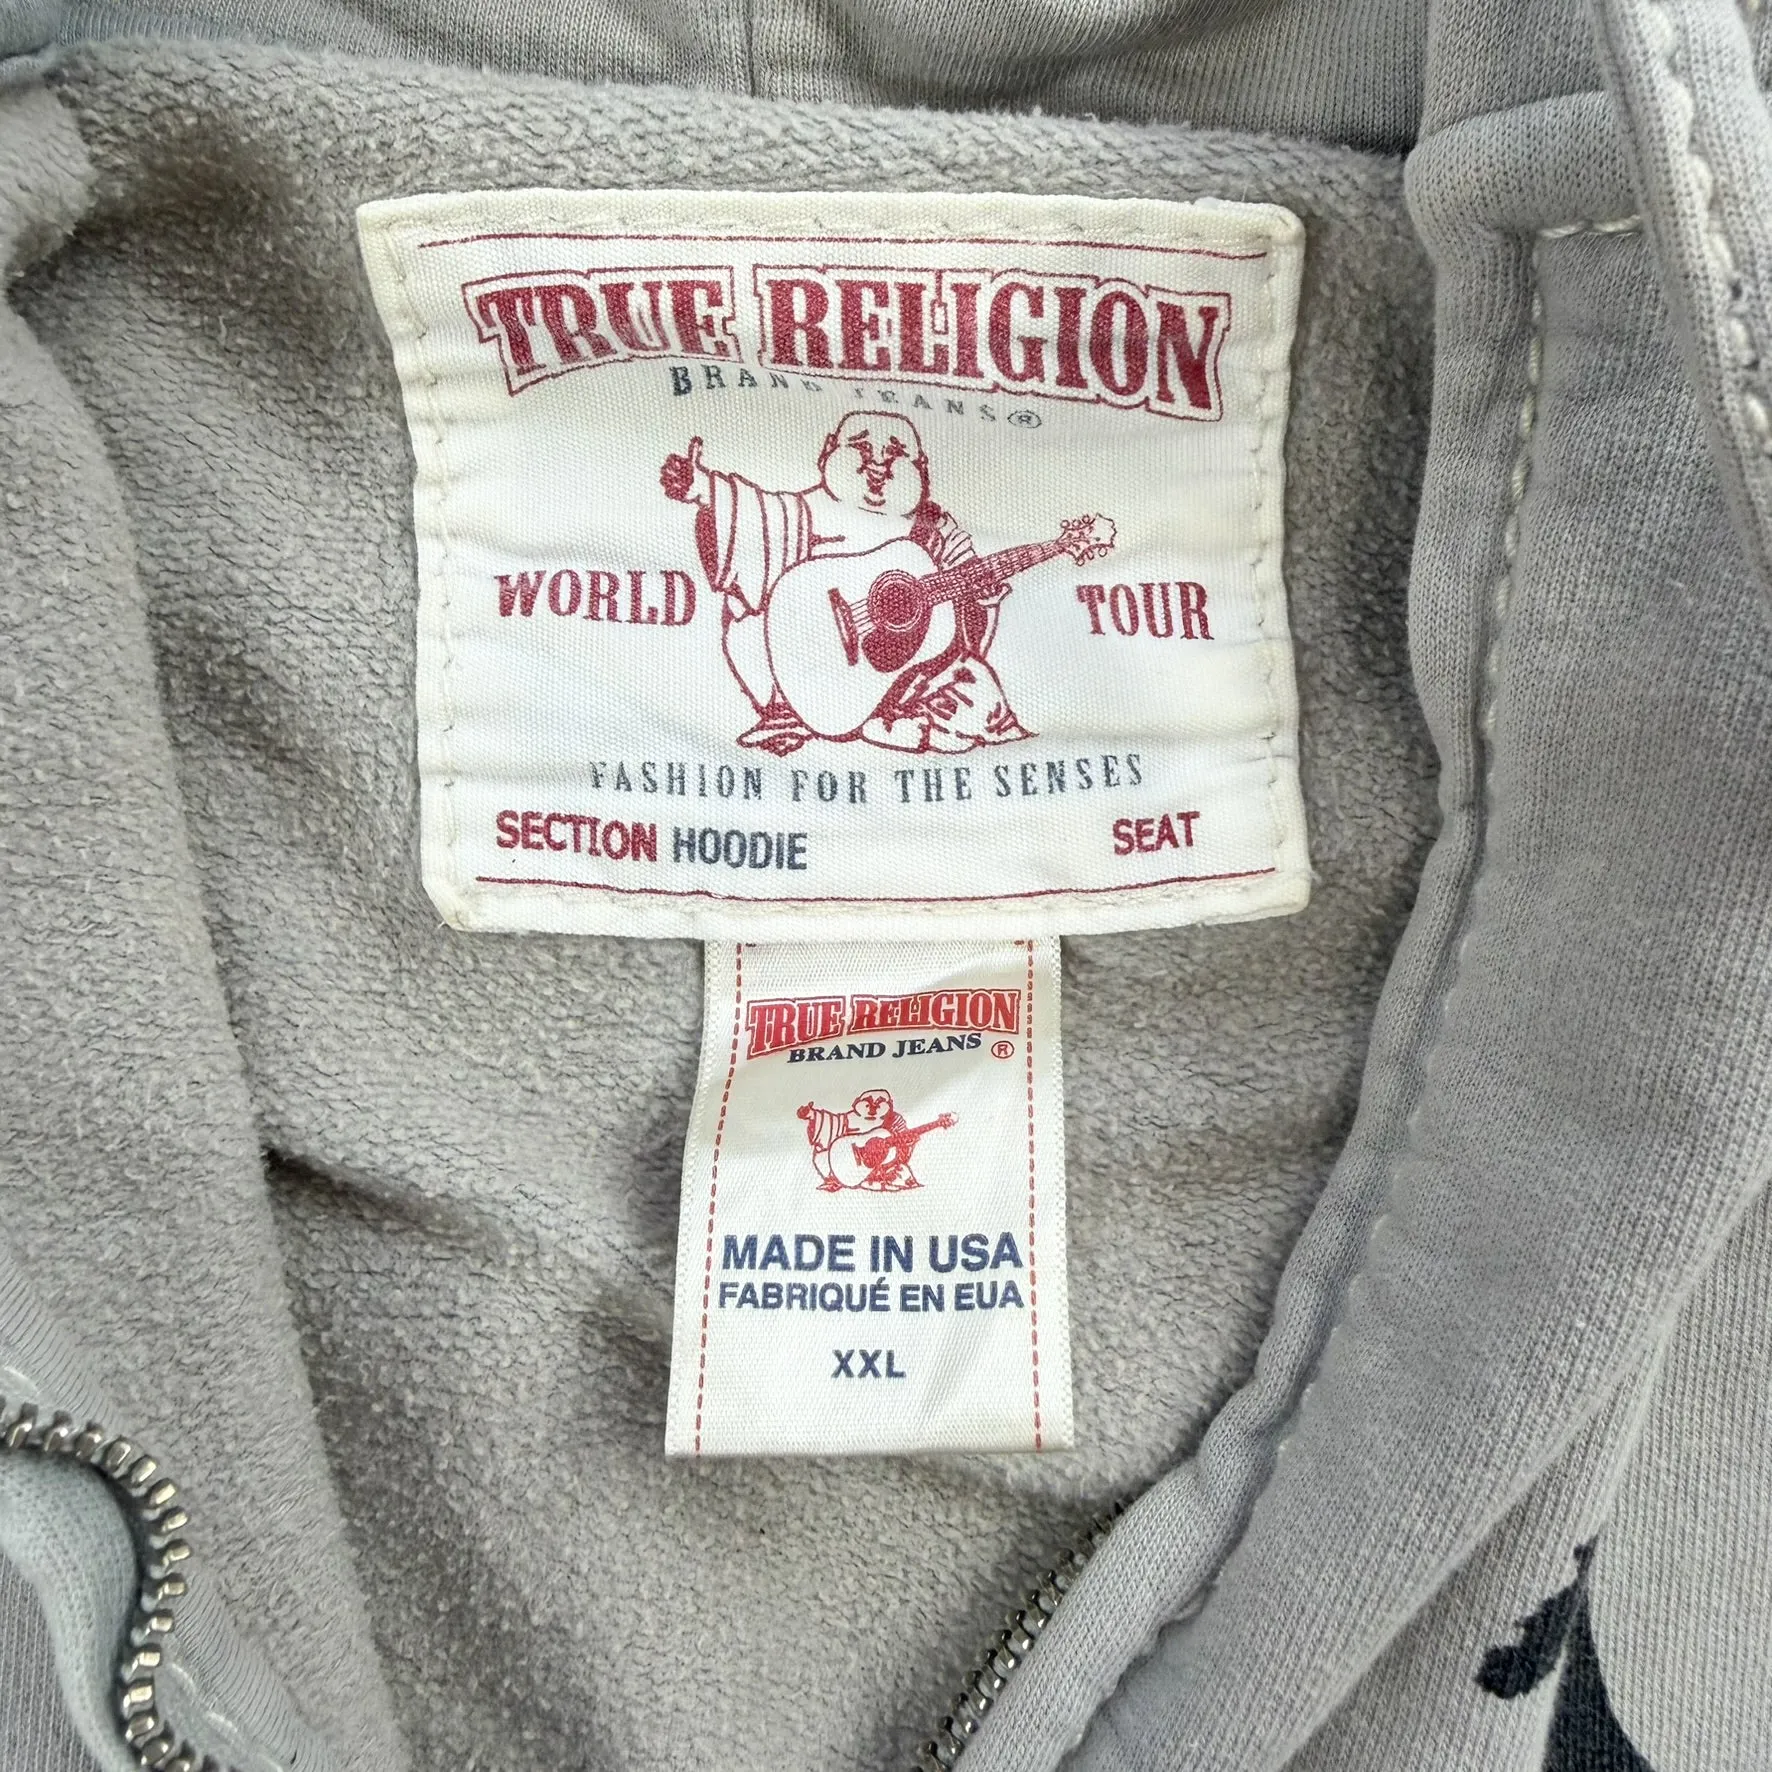 TRUE RELIGION
BRAND JEANS®
WORLD TOUR
FASHION FOR THE SENSES
SECTION HOODIE SEAT
TRUE RELIGION
BRAND JEANS ®
MADE IN USA
FABRIQUÉ EN EUA
XXL